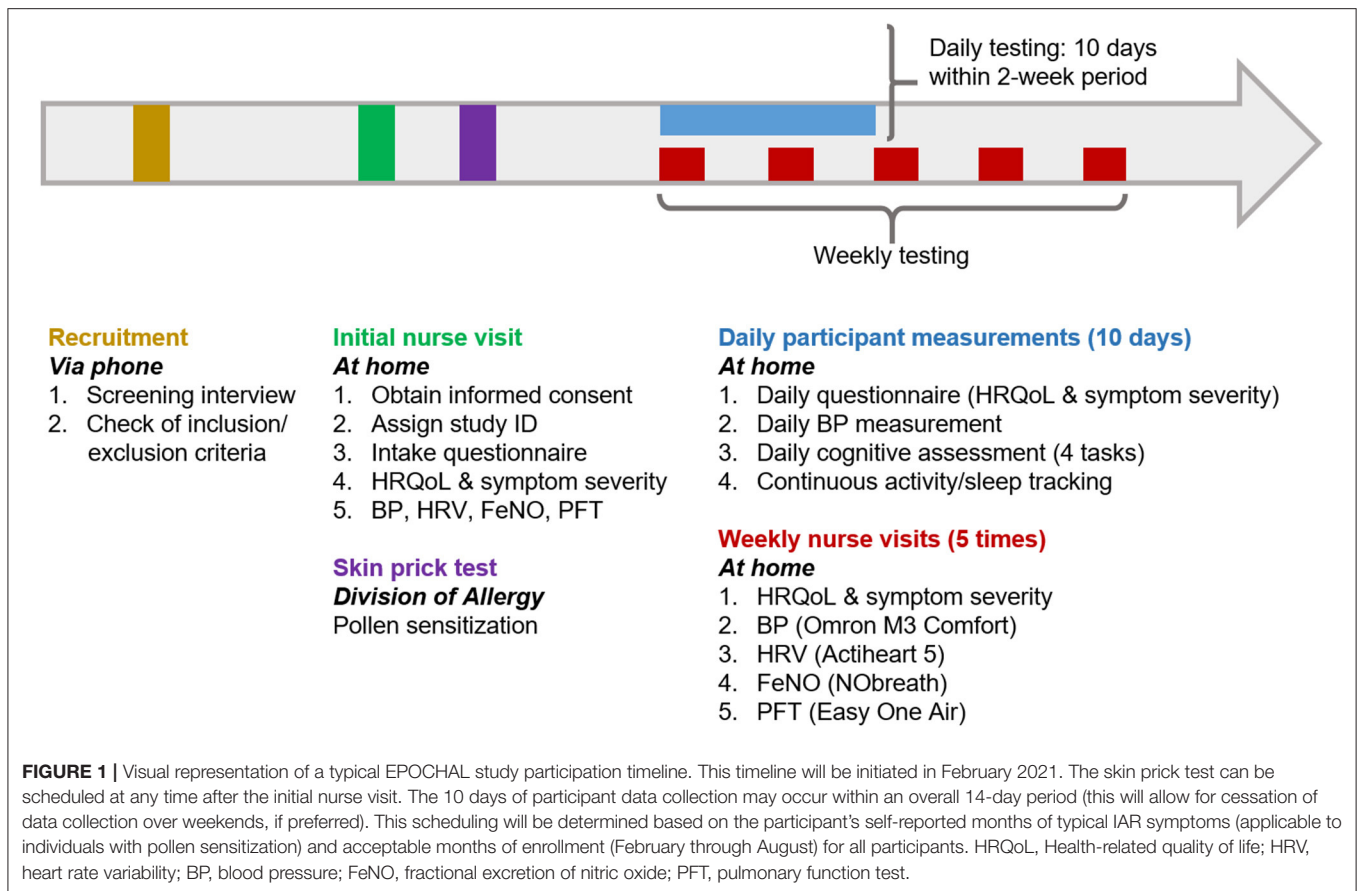 Daily testing: 10 days
within 2-week period
Weekly testing
Recruitment
Via phone
1. Screening interview
2. Check of inclusion/
exclusion criteria
Initial nurse visit
At home
1. Obtain informed consent
2. Assign study ID
3. Intake questionnaire
4. HRQoL & symptom severity
5. BP, HRV, FeNO, PFT
Skin prick test
Division of Allergy
Pollen sensitization
Daily participant measurements (10 days)
At home
1. Daily questionnaire (HRQoL & symptom severity)
2. Daily BP measurement
3. Daily cognitive assessment (4 tasks)
4. Continuous activity/sleep tracking
Weekly nurse visits (5 times)
At home
1. HRQoL & symptom severity
2. BP (Omron M3 Comfort)
3. HRV (Actiheart 5)
4. FeNO (NObreath)
5. PFT (Easy One Air)
FIGURE 1 | Visual representation of a typical EPOCHAL study participation timeline. This timeline will be initiated in February 2021. The skin prick test can be
scheduled at any time after the initial nurse visit. The 10 days of participant data collection may occur within an overall 14-day period (this will allow for cessation of
data collection over weekends, if preferred). This scheduling will be determined based on the participant's self-reported months of typical IAR symptoms (applicable to
individuals with pollen sensitization) and acceptable months of enrollment (February through August) for all participants. HRQoL, Health-related quality of life; HRV,
heart rate variability; BP, blood pressure; FeNO, fractional excretion of nitric oxide; PFT, pulmonary function test.